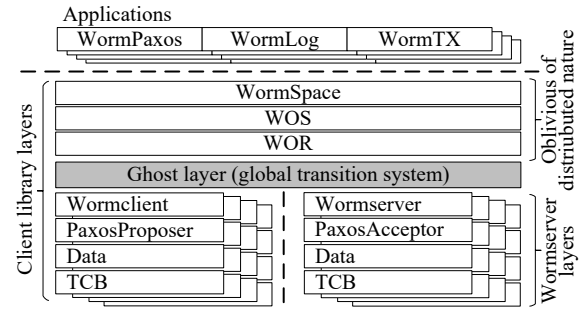 Applications
WormPaxos WormLog WormTX
WormSpace
WOS
WOR
Ghost layer (global transition system)
Wormclient Wormserver
PaxosProposer PaxosAcceptor
Data Data
TCB TCB
Client library layers
Oblivious of
distriubuted nature
Wormserver
layers